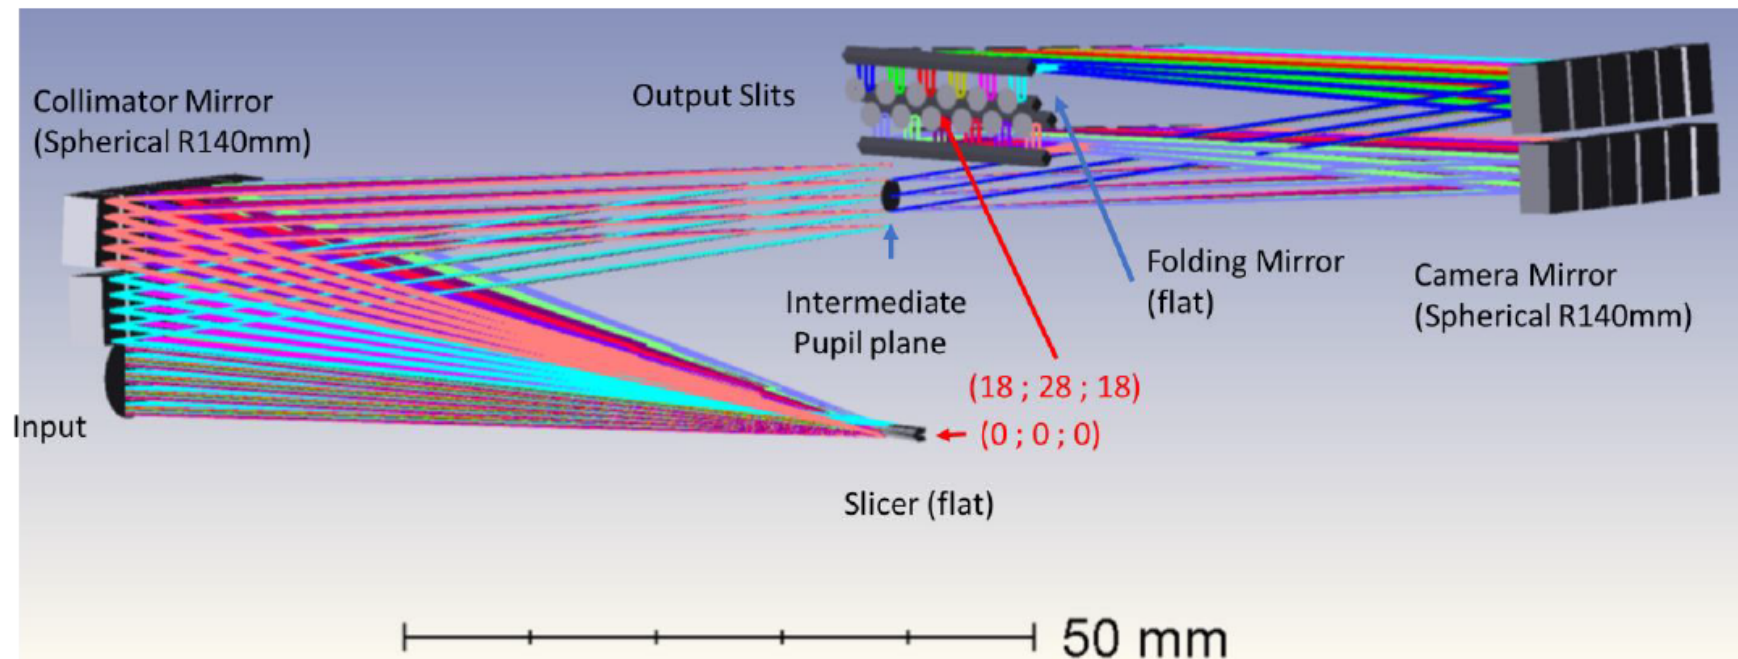 Collimator Mirror
(Spherical R140mm)
Output Slits
Input
Intermediate
Pupil plane
Folding Mirror
(flat)
Camera Mirror
(Spherical R140mm)
(18 ; 28 ; 18)
(0 ; 0 ; 0)
Slicer (flat)
50 mm